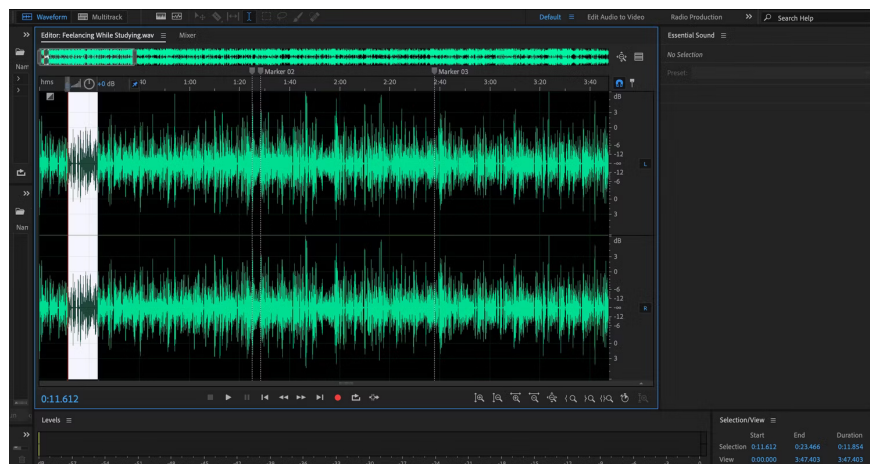 Waveform Multitrack Default Edit Audio to Video Radio Production Search Help
Editor: Feelancing While Studying.wav Mixer
Essential Sound
No Selection
Preset:
Marker 02 Marker 03
hms +0 dB 1:00 1:20 1:40 2:00 2:20 2:40 3:00 3:20 3:40
dB
3
0
-6
-12
-∞
-12
-6
0
3
L
dB
3
0
-6
-12
-∞
-12
-6
0
3
R
Nam
Nan
0:11.612
Levels
Selection/View
Start End Duration
Selection 0:11.612 0:23.466 0:11.854
View 0:00.000 3:47.403 3:47.403